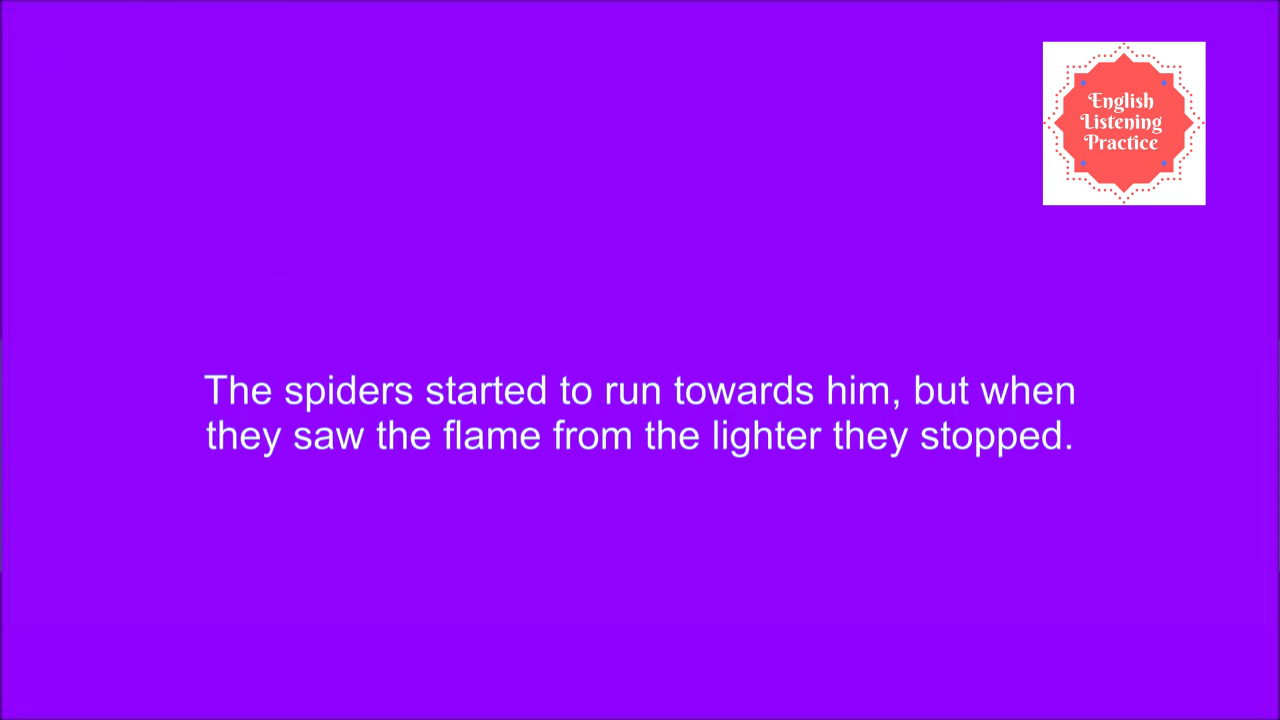 English
Listening
Practice
The spiders started to run towards him, but when
they saw the flame from the lighter they stopped.